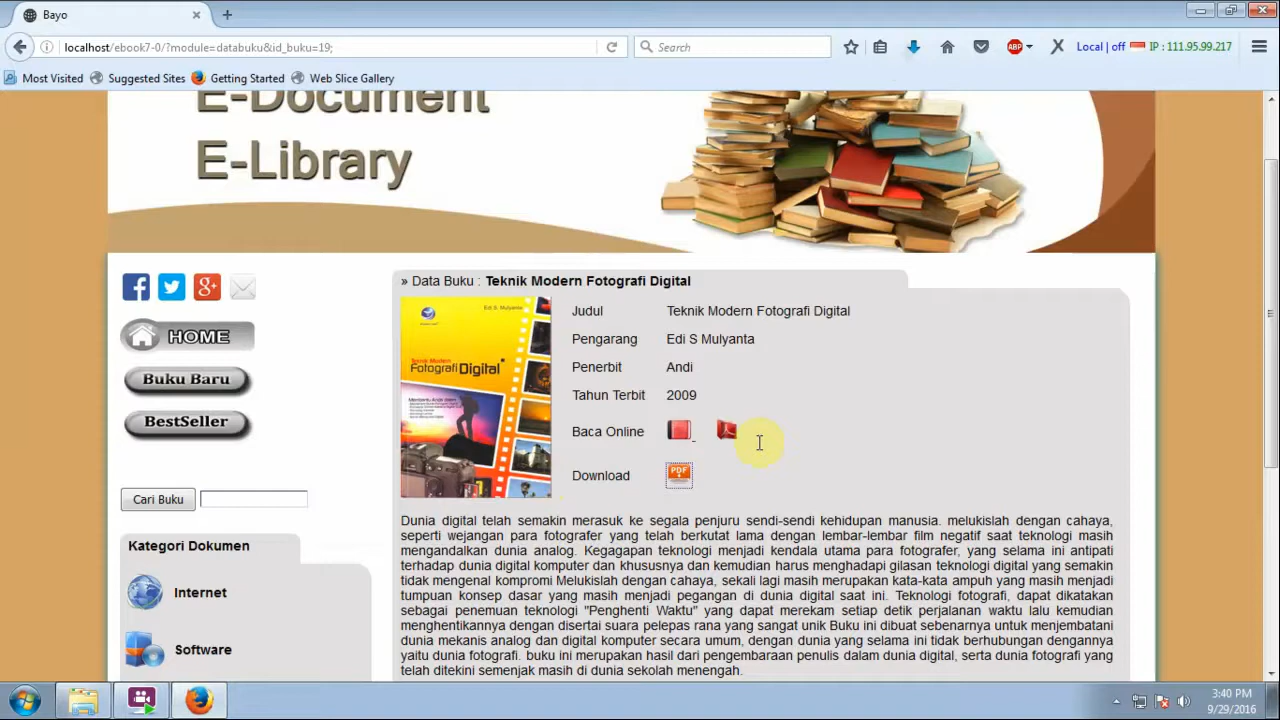 Bayo
localhost/ebook7-0/?module=databuku&id_buku=19;
Search
ABP
Local | off
IP : 111.95.99.217
Most Visited
Suggested Sites
Getting Started
Web Slice Gallery
E-Document
E-Library
HOME
Buku Baru
BestSeller
Cari Buku
Kategori Dokumen
Internet
Software
» Data Buku : Teknik Modern Fotografi Digital
Edi S. Mulyanta
Teknik Modern
Fotografi Digital
Judul Teknik Modern Fotografi Digital
Pengarang Edi S Mulyanta
Penerbit Andi
Tahun Terbit 2009
Baca Online
Download PDF
Dunia digital telah semakin merasuk ke segala penjuru sendi-sendi kehidupan manusia. melukislah dengan cahaya,
seperti wejangan para fotografer yang telah berkutat lama dengan lembar-lembar film negatif saat teknologi masih
mengandalkan dunia analog. Kegagapan teknologi menjadi kendala utama para fotografer, yang selama ini antipati
terhadap dunia digital komputer dan khususnya dan kemudian harus menghadapi gilasan teknologi digital yang semakin
tidak mengenal kompromi Melukislah dengan cahaya, sekali lagi masih merupakan kata-kata ampuh yang masih menjadi
tumpuan konsep dasar yang masih menjadi pegangan di dunia digital saat ini. Teknologi fotografi, dapat dikatakan
sebagai penemuan teknologi "Penghenti Waktu" yang dapat merekam setiap detik perjalanan waktu lalu kemudian
menghentikannya dengan disertai suara pelepas rana yang sangat unik Buku ini dibuat sebenarnya untuk menjembatani
dunia mekanis analog dan digital komputer secara umum, dengan dunia yang selama ini tidak berhubungan dengannya
yaitu dunia fotografi. buku ini merupakan hasil dari pengembaraan penulis dalam dunia digital, serta dunia fotografi yang
telah ditekini semenjak masih di dunia sekolah menengah.
3:40 PM
9/29/2016